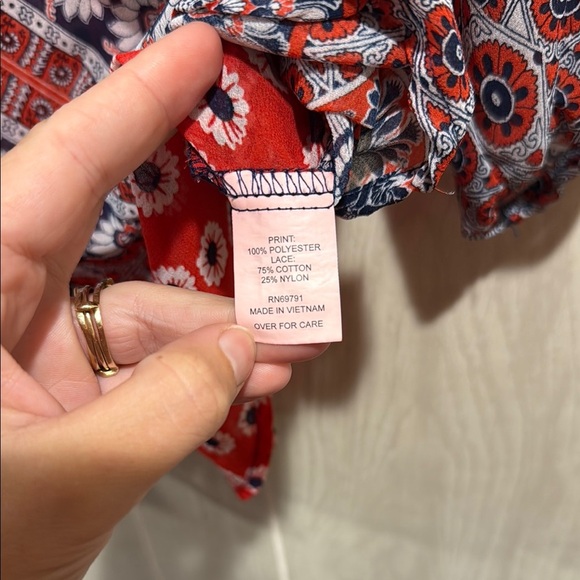 PRINT:
100% POLYESTER
LACE:
75% COTTON
25% NYLON
RN69791
MADE IN VIETNAM
OVER FOR CARE